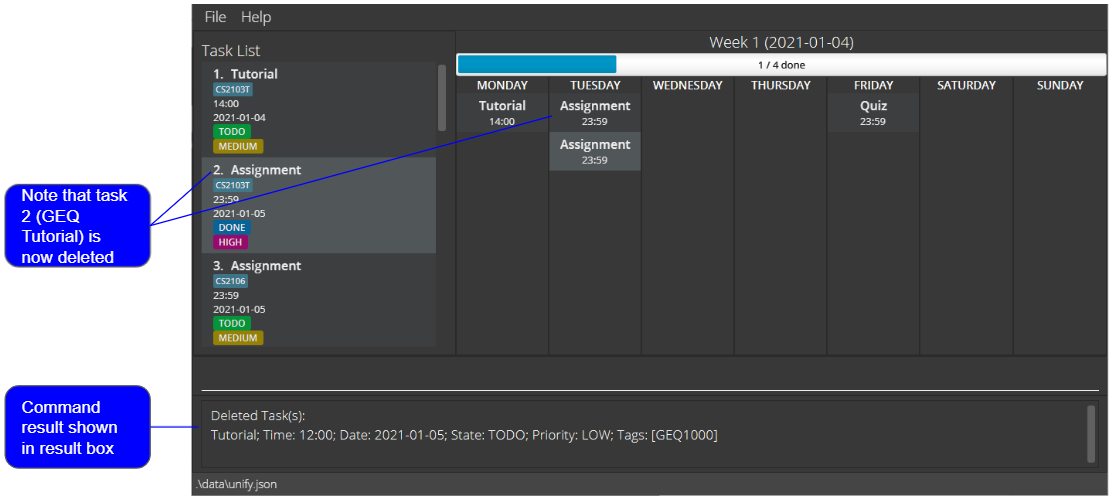 File Help
Task List
1. Tutorial
CS2103T
14:00
2021-01-04
TODO
MEDIUM
2. Assignment
CS2103T
23:59
2021-01-05
DONE
HIGH
3. Assignment
CS2106
23:59
2021-01-05
TODO
MEDIUM
Week 1 (2021-01-04)
1 / 4 done
MONDAY TUESDAY WEDNESDAY THURSDAY FRIDAY SATURDAY SUNDAY
Tutorial Assignment Quiz
14:00 23:59 23:59
Assignment
23:59
Note that task
2 (GEQ
Tutorial) is
now deleted
Command
result shown
in result box
Deleted Task(s):
Tutorial; Time: 12:00; Date: 2021-01-05; State: TODO; Priority: LOW; Tags: [GEQ1000]
.\data\unify.json